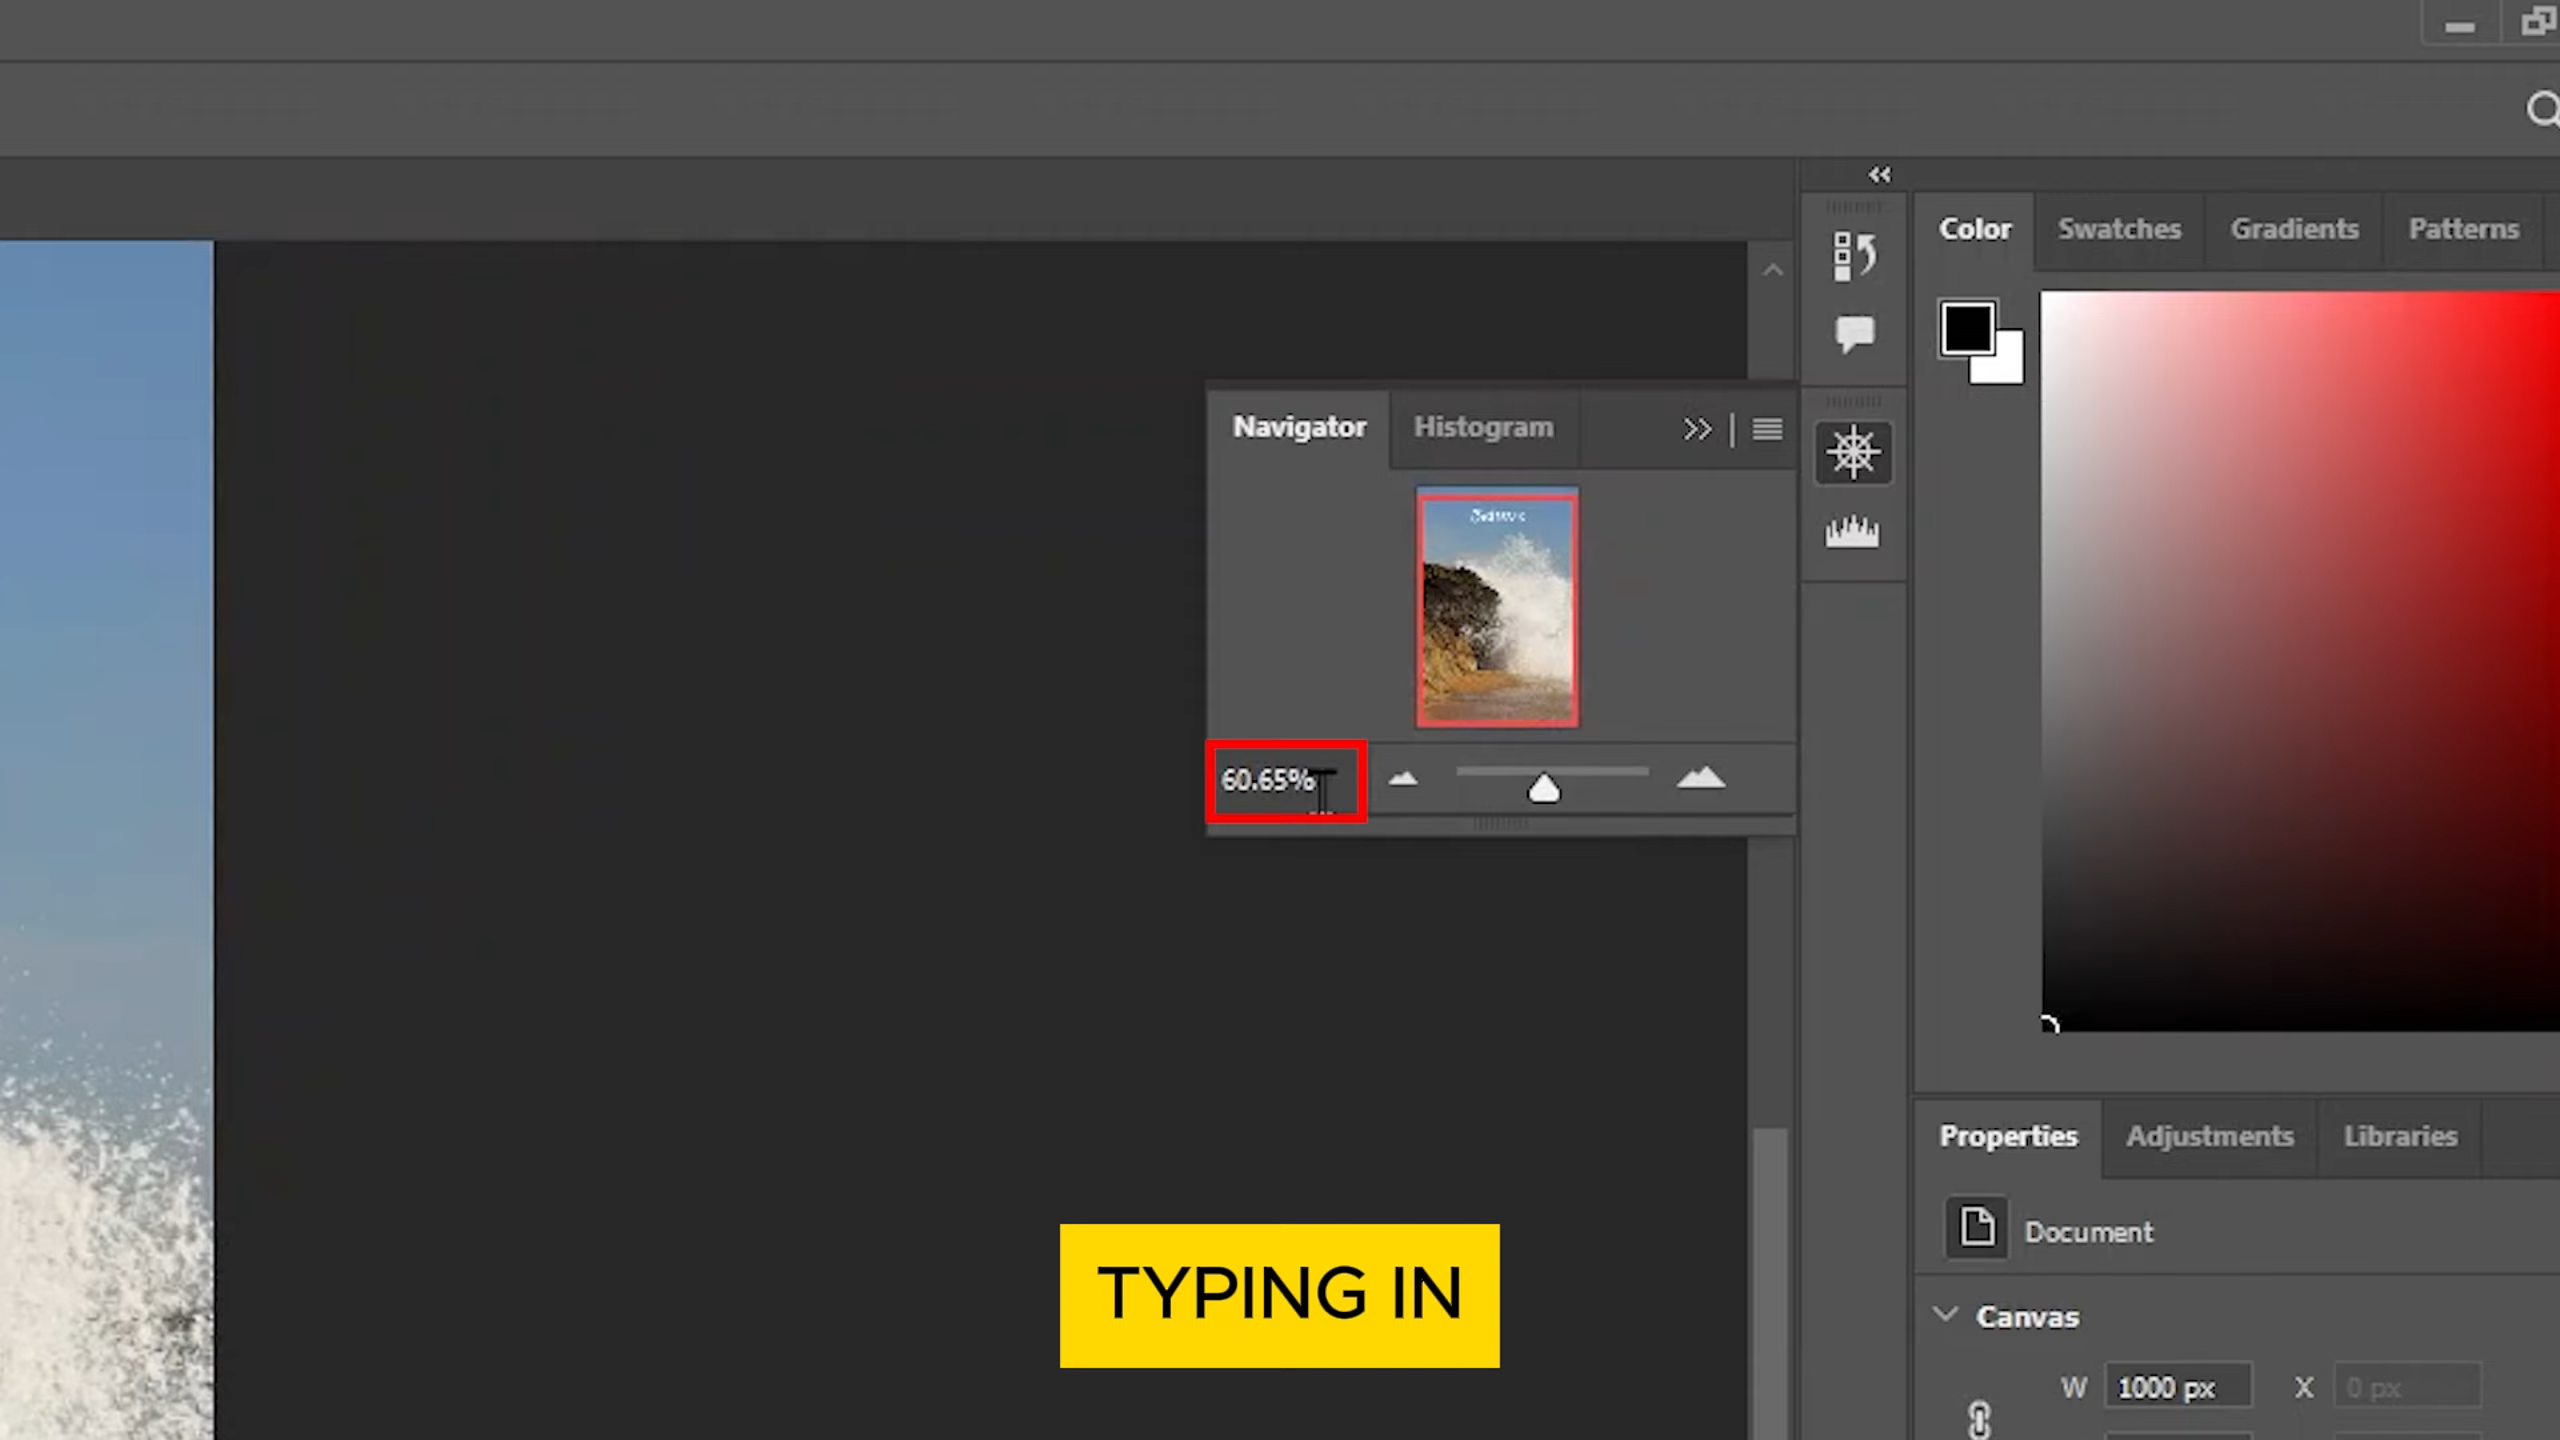 Color
Swatches
Gradients
Patterns
Navigator
Histogram
60.65%
TYPING IN
Properties
Adjustments
Libraries
Document
Canvas
W
1000 px
X
0 px